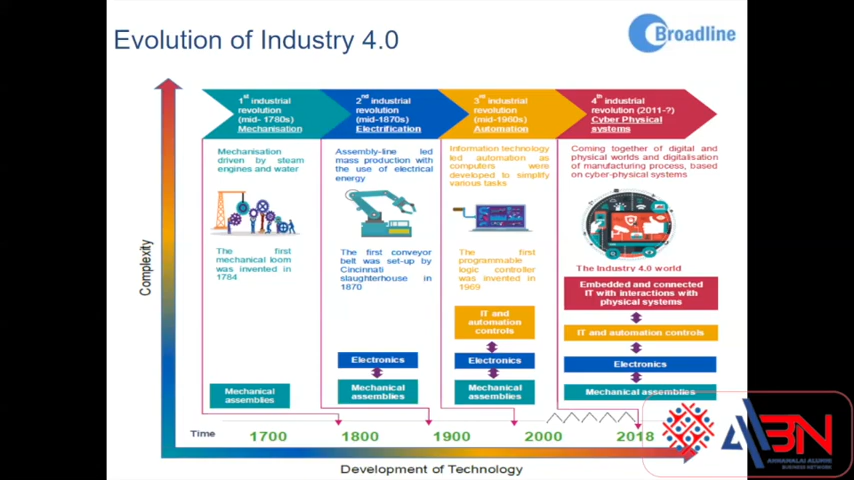 Evolution of Industry 4.0
Broadline
1st industrial
revolution
(mid- 1780s)
Mechanisation
2nd industrial
revolution
(mid-1870s)
Electrification
3rd industrial
revolution
(mid-1960s)
Automation
4th industrial
revolution (2011-?)
Cyber Physical
systems
Mechanisation
driven by steam
engines and water
Assembly-line led
mass production with
the use of electrical
energy
Information technology
led automation as
computers were
developed to simplify
various tasks
Coming together of digital and
physical worlds and digitalisation
of manufacturing process, based
on cyber-physical systems
The first
mechanical loom
was invented in
1784
The first conveyor
belt was set-up by
Cincinnati
slaughterhouse in
1870
The first
programmable
logic controller was
invented in
1969
The Industry 4.0 world
Embedded and connected
IT with interactions with
physical systems
IT and
automation
controls
IT and automation controls
Electronics
Electronics
Electronics
Mechanical
assemblies
Mechanical
assemblies
Mechanical
assemblies
Mechanical assemblies
Complexity
Time
1700
1800
1900
2000
2018
Development of Technology
ABN
ANNAMALAI ALUMNI
BUSINESS NETWORK